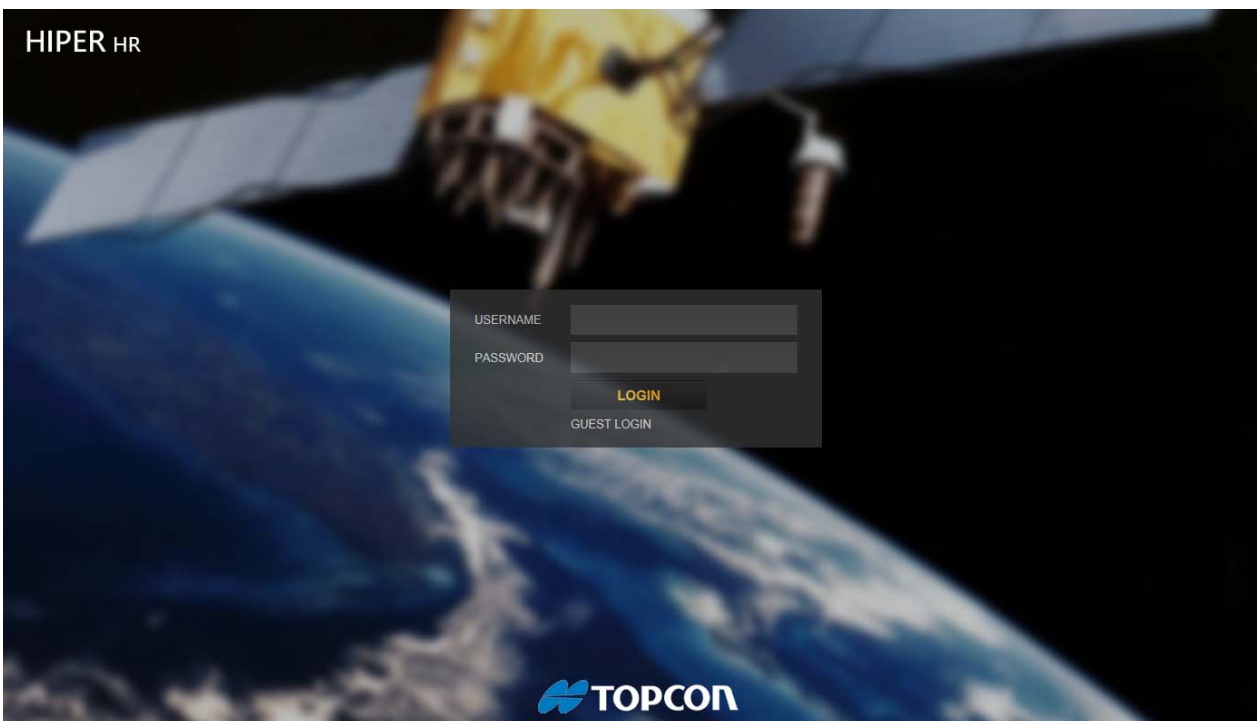 HIPER HR
USERNAME
PASSWORD
LOGIN
GUEST LOGIN
TOPCON